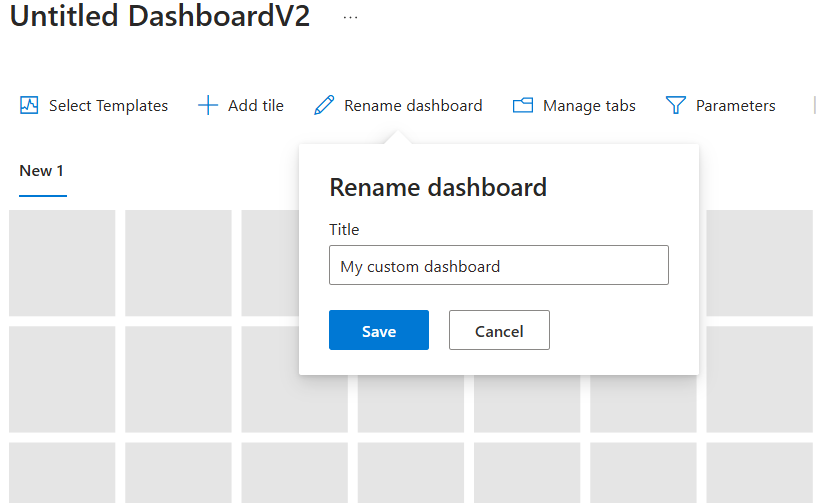 Untitled DashboardV2 ...
Select Templates Add tile Rename dashboard Manage tabs Parameters
New 1
Rename dashboard
Title
My custom dashboard
Save Cancel